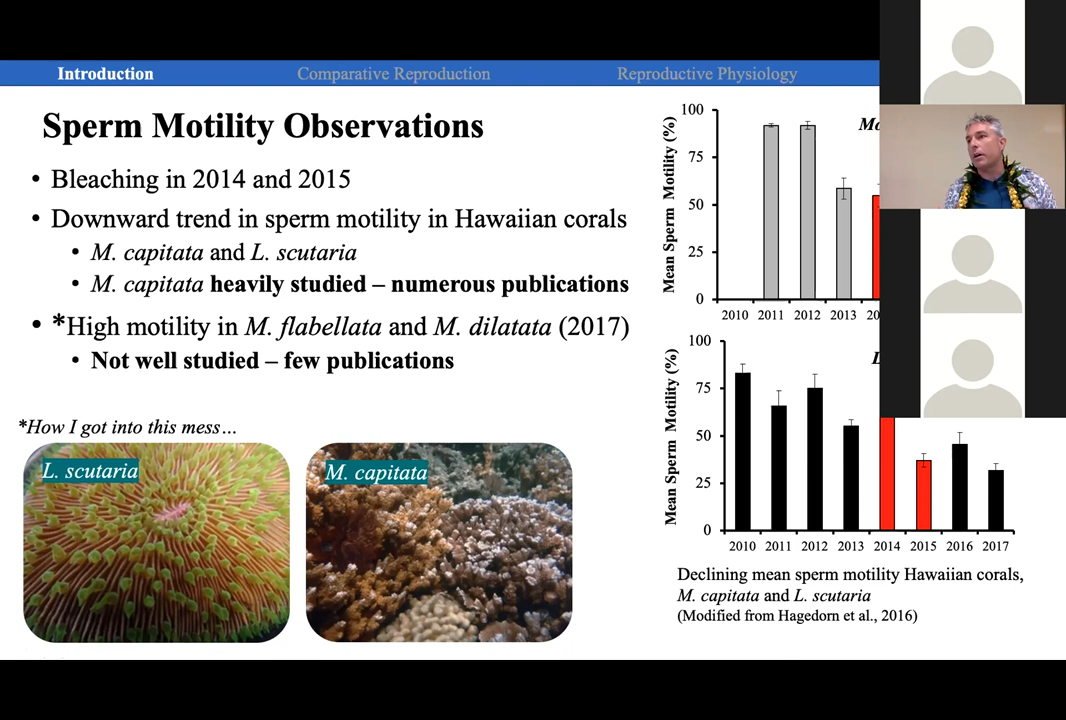 Introduction
Comparative Reproduction
Reproductive Physiology
Sperm Motility Observations
• Bleaching in 2014 and 2015
• Downward trend in sperm motility in Hawaiian corals
• M. capitata and L. scutaria
• M. capitata heavily studied – numerous publications
• *High motility in M. flabellata and M. dilatata (2017)
• Not well studied – few publications
*How I got into this mess…
L. scutaria
M. capitata
Mean Sperm Motility (%)
100
75
50
25
0
2010 2011 2012 2013
Mean Sperm Motility (%)
100
75
50
25
0
2010 2011 2012 2013 2014 2015 2016 2017
Declining mean sperm motility Hawaiian corals,
M. capitata and L. scutaria
(Modified from Hagedorn et al., 2016)